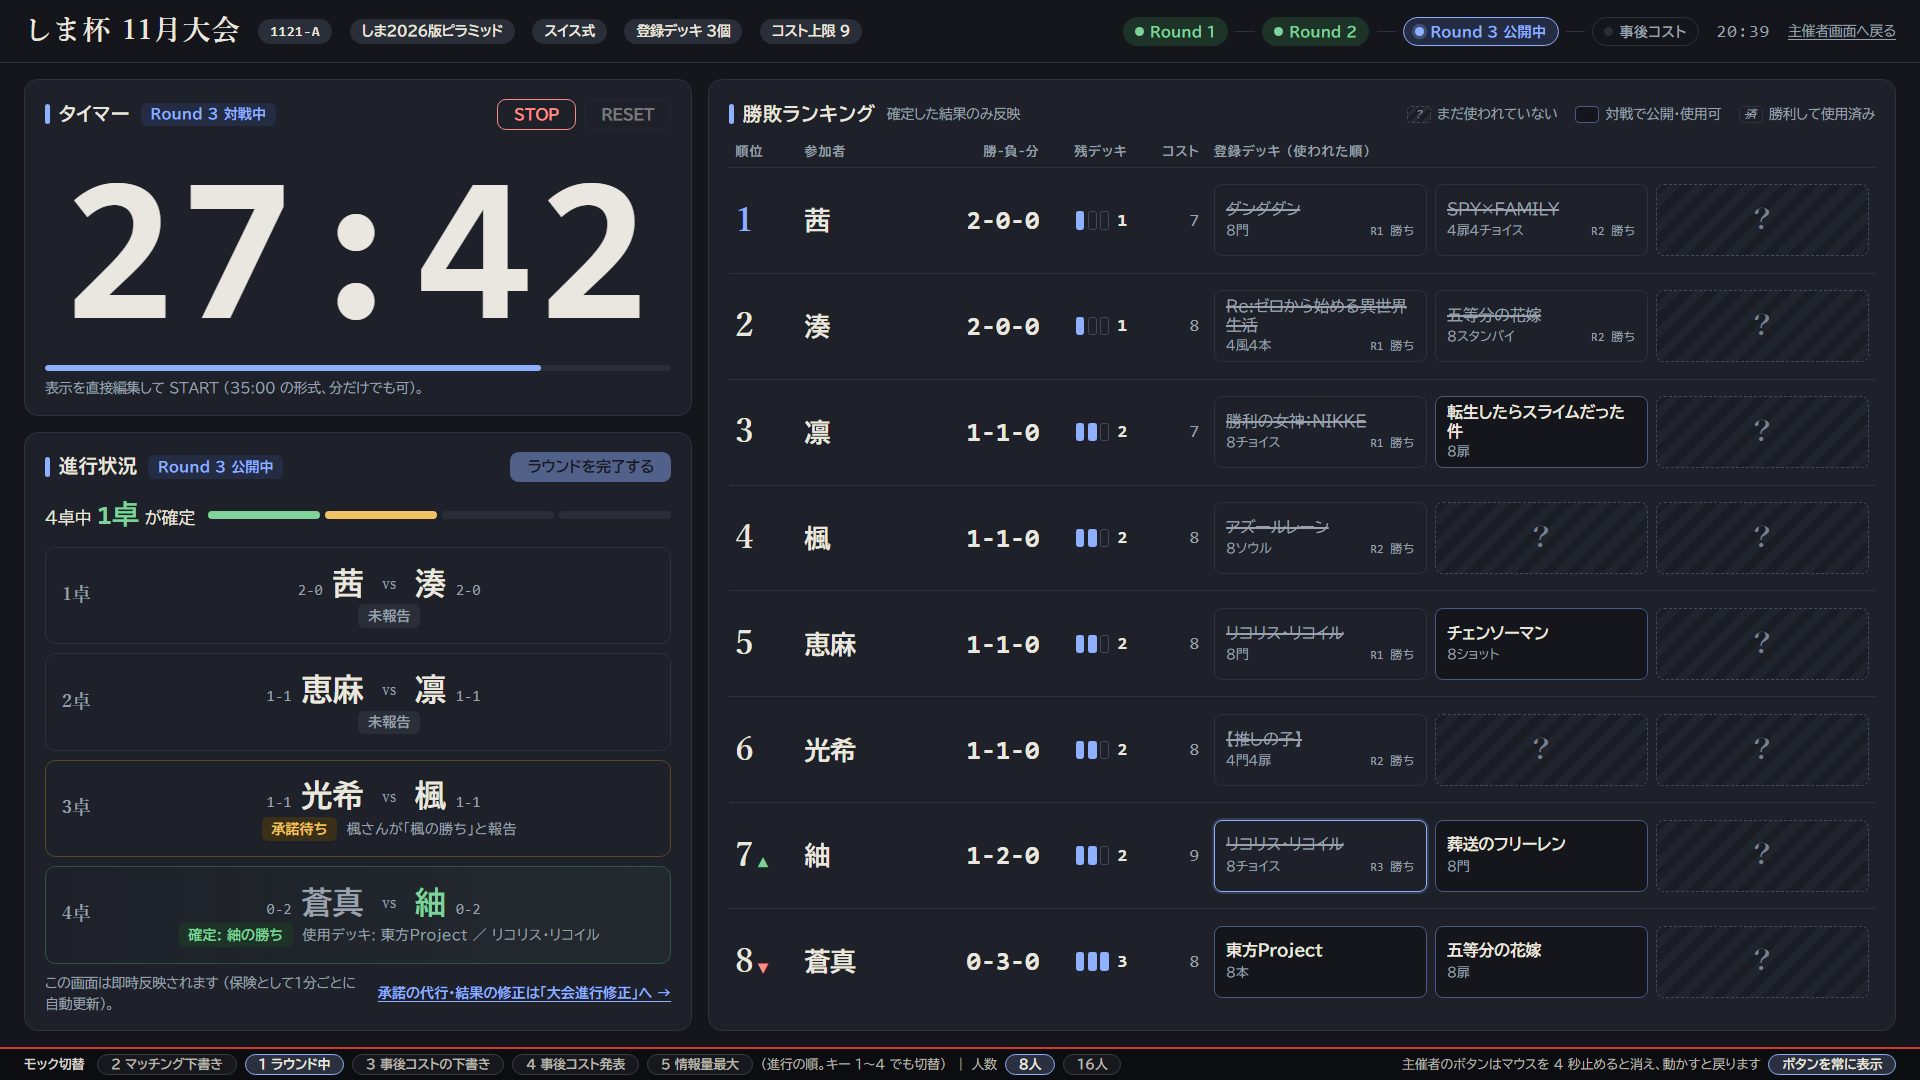 しま杯 11月大会 1121-A しま2026版ピラミッド スイス式 登録デッキ 3個 コスト上限 9
Round 1 Round 2 Round 3 公開中 事後コスト 20:39 主催者画面へ戻る
タイマー Round 3 対戦中 STOP RESET
27:42
表示を直接編集して START（35:00 の形式、分だけでも可）。
進行状況 Round 3 公開中 ラウンドを完了する
4卓中 1卓 が確定
1卓 2-0 茜 vs 湊 2-0
未報告
2卓 1-1 恵麻 vs 凛 1-1
未報告
3卓 1-1 光希 vs 楓 1-1
承諾待ち 楓さんが「楓の勝ち」と報告
4卓 0-2 蒼真 vs 紬 0-2
確定: 紬の勝ち 使用デッキ: 東方Project ／ リコリス・リコイル
この画面は即時反映されます（保険として1分ごとに
自動更新）。
承諾の代行・結果の修正は「大会進行修正」へ →
勝敗ランキング 確定した結果のみ反映
? まだ使われていない 対戦で公開・使用可 済 勝利して使用済み
順位 参加者 勝-負-分 残デッキ コスト 登録デッキ（使われた順）
1 茜 2-0-0 1 7
ダンダダン
8門 R1 勝ち
SPY×FAMILY
4扉4チョイス R2 勝ち
?
2 湊 2-0-0 1 8
Re:ゼロから始める異世界
生活
4風4本 R1 勝ち
五等分の花嫁
8スタンバイ R2 勝ち
?
3 凛 1-1-0 2 7
勝利の女神:NIKKE
8チョイス R1 勝ち
転生したらスライムだった
件
8扉
?
4 楓 1-1-0 2 8
アズールレーン
8ソウル R2 勝ち
?
?
5 恵麻 1-1-0 2 8
リコリス・リコイル
8門 R1 勝ち
チェンソーマン
8ショット
?
6 光希 1-1-0 2 8
【推しの子】
4門4扉 R2 勝ち
?
?
7▲ 紬 1-2-0 2 9
リコリス・リコイル
8チョイス R3 勝ち
葬送のフリーレン
8門
?
8▼ 蒼真 0-3-0 3 8
東方Project
8本
五等分の花嫁
8扉
?
モック切替 2 マッチング下書き 1 ラウンド中 3 事後コストの下書き 4 事後コスト発表 5 情報量最大 （進行の順。キー 1〜4 でも切替） | 人数 8人 16人
主催者のボタンはマウスを 4 秒止めると消え、動かすと戻ります ボタンを常に表示